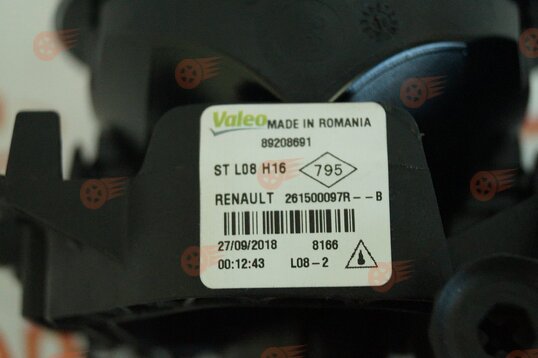 Valeo MADE IN ROMANIA
89208691
ST L08 H16 795
RENAULT 261500097R--B
27/09/2018 8166
00:12:43 L08-2